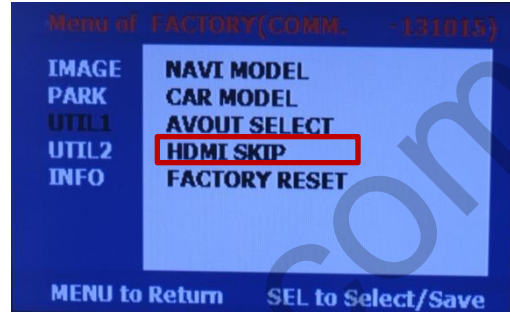 Menu of FACTORY(COMM. -131015)
IMAGE
PARK
UTIL1
UTIL2
INFO
NAVI MODEL
CAR MODEL
AVOUT SELECT
HDMI SKIP
FACTORY RESET
MENU to Return SEL to Select/Save
com